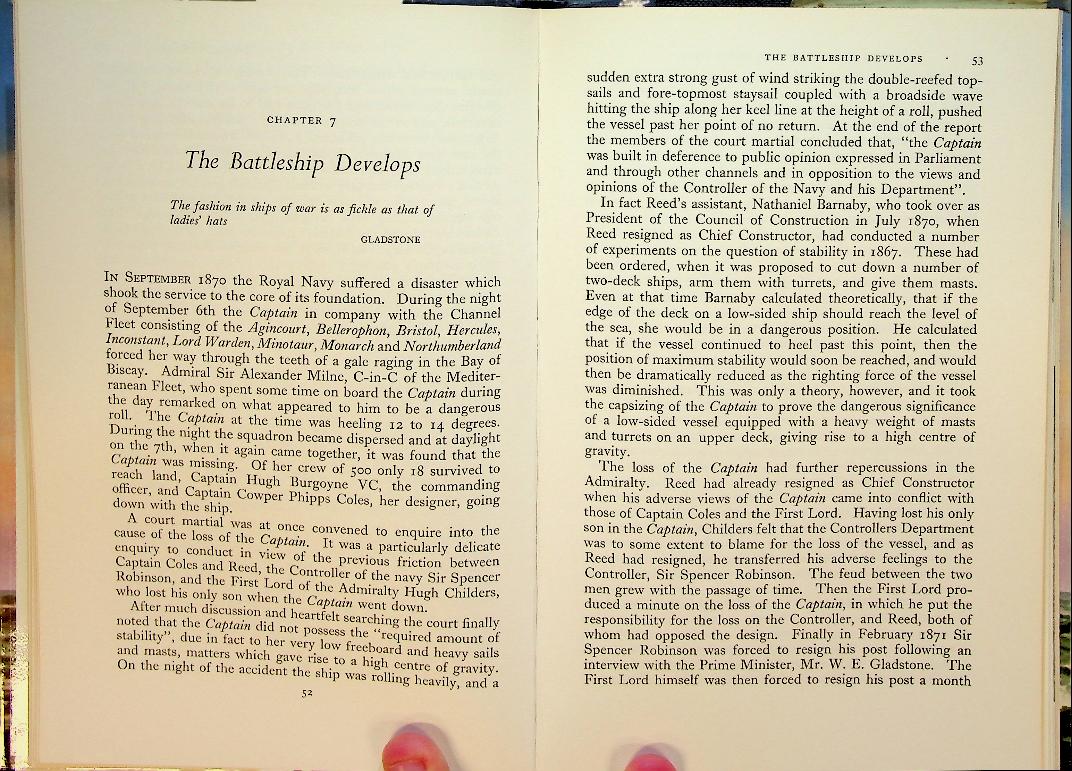 CHAPTER 7
The Battleship Develops
The fashion in ships of war is as fickle as that of
ladies' hats
GLADSTONE
IN SEPTEMBER 1870 the Royal Navy suffered a disaster which
shook the service to the core of its foundation. During the night
of September 6th the Captain in company with the Channel
Fleet consisting of the Agincourt, Bellerophon, Bristol, Hercules,
Inconstant, Lord Warden, Minotaur, Monarch and Northumberland
forced her way through the teeth of a gale raging in the Bay of
Biscay. Admiral Sir Alexander Milne, C-in-C of the Mediter-
ranean Fleet, who spent some time on board the Captain during
the day remarked on what appeared to him to be a dangerous
roll. The Captain at the time was heeling 12 to 14 degrees.
During the night the squadron became dispersed and at daylight
on the 7th, when it again came together, it was found that the
Captain was missing. Of her crew of 500 only 18 survived to
reach land, Captain Hugh Burgoyne VC, the commanding
officer, and Captain Cowper Phipps Coles, her designer, going
down with the ship.
A court martial was at once convened to enquire into the
cause of the loss of the Captain. It was a particularly delicate
enquiry to conduct in view of the previous friction between
Captain Coles and Reed, the Controller of the navy Sir Spencer
Robinson, and the First Lord of the Admiralty Hugh Childers,
who lost his only son when the Captain went down.
After much discussion and heartfelt searching the court finally
noted that the Captain did not possess the "required amount of
stability", due in fact to her very low freeboard and heavy sails
and masts, matters which gave rise to a high centre of gravity.
On the night of the accident the ship was rolling heavily, and a
52
THE BATTLESHIP DEVELOPS · 53
sudden extra strong gust of wind striking the double-reefed top-
sails and fore-topmost staysail coupled with a broadside wave
hitting the ship along her keel line at the height of a roll, pushed
the vessel past her point of no return. At the end of the report
the members of the court martial concluded that, "the Captain
was built in deference to public opinion expressed in Parliament
and through other channels and in opposition to the views and
opinions of the Controller of the Navy and his Department".
In fact Reed's assistant, Nathaniel Barnaby, who took over as
President of the Council of Construction in July 1870, when
Reed resigned as Chief Constructor, had conducted a number
of experiments on the question of stability in 1867. These had
been ordered, when it was proposed to cut down a number of
two-deck ships, arm them with turrets, and give them masts.
Even at that time Barnaby calculated theoretically, that if the
edge of the deck on a low-sided ship should reach the level of
the sea, she would be in a dangerous position. He calculated
that if the vessel continued to heel past this point, then the
position of maximum stability would soon be reached, and would
then be dramatically reduced as the righting force of the vessel
was diminished. This was only a theory, however, and it took
the capsizing of the Captain to prove the dangerous significance
of a low-sided vessel equipped with a heavy weight of masts
and turrets on an upper deck, giving rise to a high centre of
gravity.
The loss of the Captain had further repercussions in the
Admiralty. Reed had already resigned as Chief Constructor
when his adverse views of the Captain came into conflict with
those of Captain Coles and the First Lord. Having lost his only
son in the Captain, Childers felt that the Controllers Department
was to some extent to blame for the loss of the vessel, and as
Reed had resigned, he transferred his adverse feelings to the
Controller, Sir Spencer Robinson. The feud between the two
men grew with the passage of time. Then the First Lord pro-
duced a minute on the loss of the Captain, in which he put the
responsibility for the loss on the Controller, and Reed, both of
whom had opposed the design. Finally in February 1871 Sir
Spencer Robinson was forced to resign his post following an
interview with the Prime Minister, Mr. W. E. Gladstone. The
First Lord himself was then forced to resign his post a month